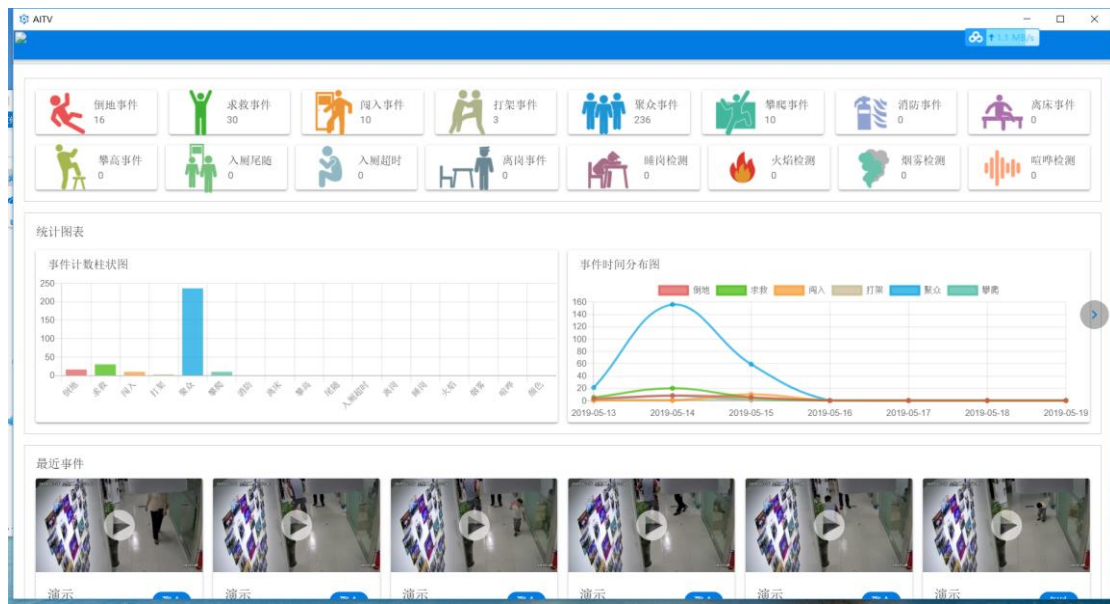 AITV
1.1 MB/s
倒地事件 求救事件 闯入事件 打架事件 聚众事件 攀爬事件 消防事件 离床事件
16 30 10 3 236 10 0 0
攀高事件 入厕尾随 入厕超时 离岗事件 睡岗检测 火焰检测 烟雾检测 喧哗检测
0 0 0 0 0 0 0 0
统计图表
事件计数柱状图
250
200
150
100
50
0
倒地 求救 闯入 打架 聚众 攀爬 消防 离床 攀高 尾随 入厕超时 离岗 睡岗 火焰 烟雾 喧哗 颜色
事件时间分布图
倒地 求救 闯入 打架 聚众 攀爬
160
140
120
100
80
60
40
20
0
2019-05-13 2019-05-14 2019-05-15 2019-05-16 2019-05-17 2019-05-18 2019-05-19
最近事件
演示 演示 演示 演示 演示 演示